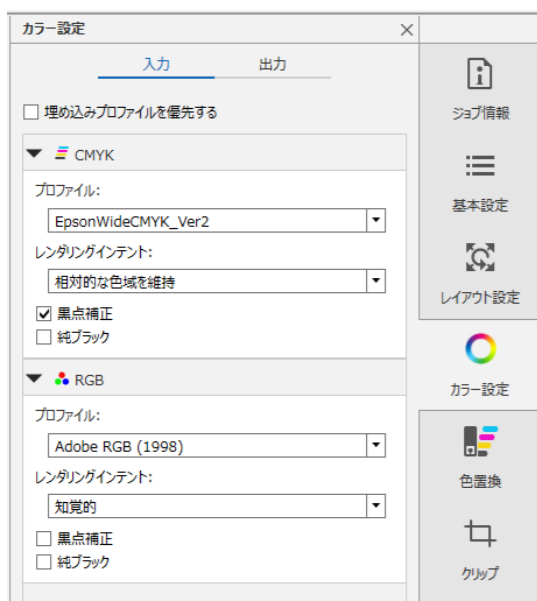 カラー設定
入力
出力
埋め込みプロファイルを優先する
CMYK
プロファイル:
EpsonWideCMYK_Ver2
レンダリングインテント:
相対的な色域を維持
黒点補正
純ブラック
RGB
プロファイル:
Adobe RGB (1998)
レンダリングインテント:
知覚的
黒点補正
純ブラック
ジョブ情報
基本設定
レイアウト設定
カラー設定
色置換
クリップ